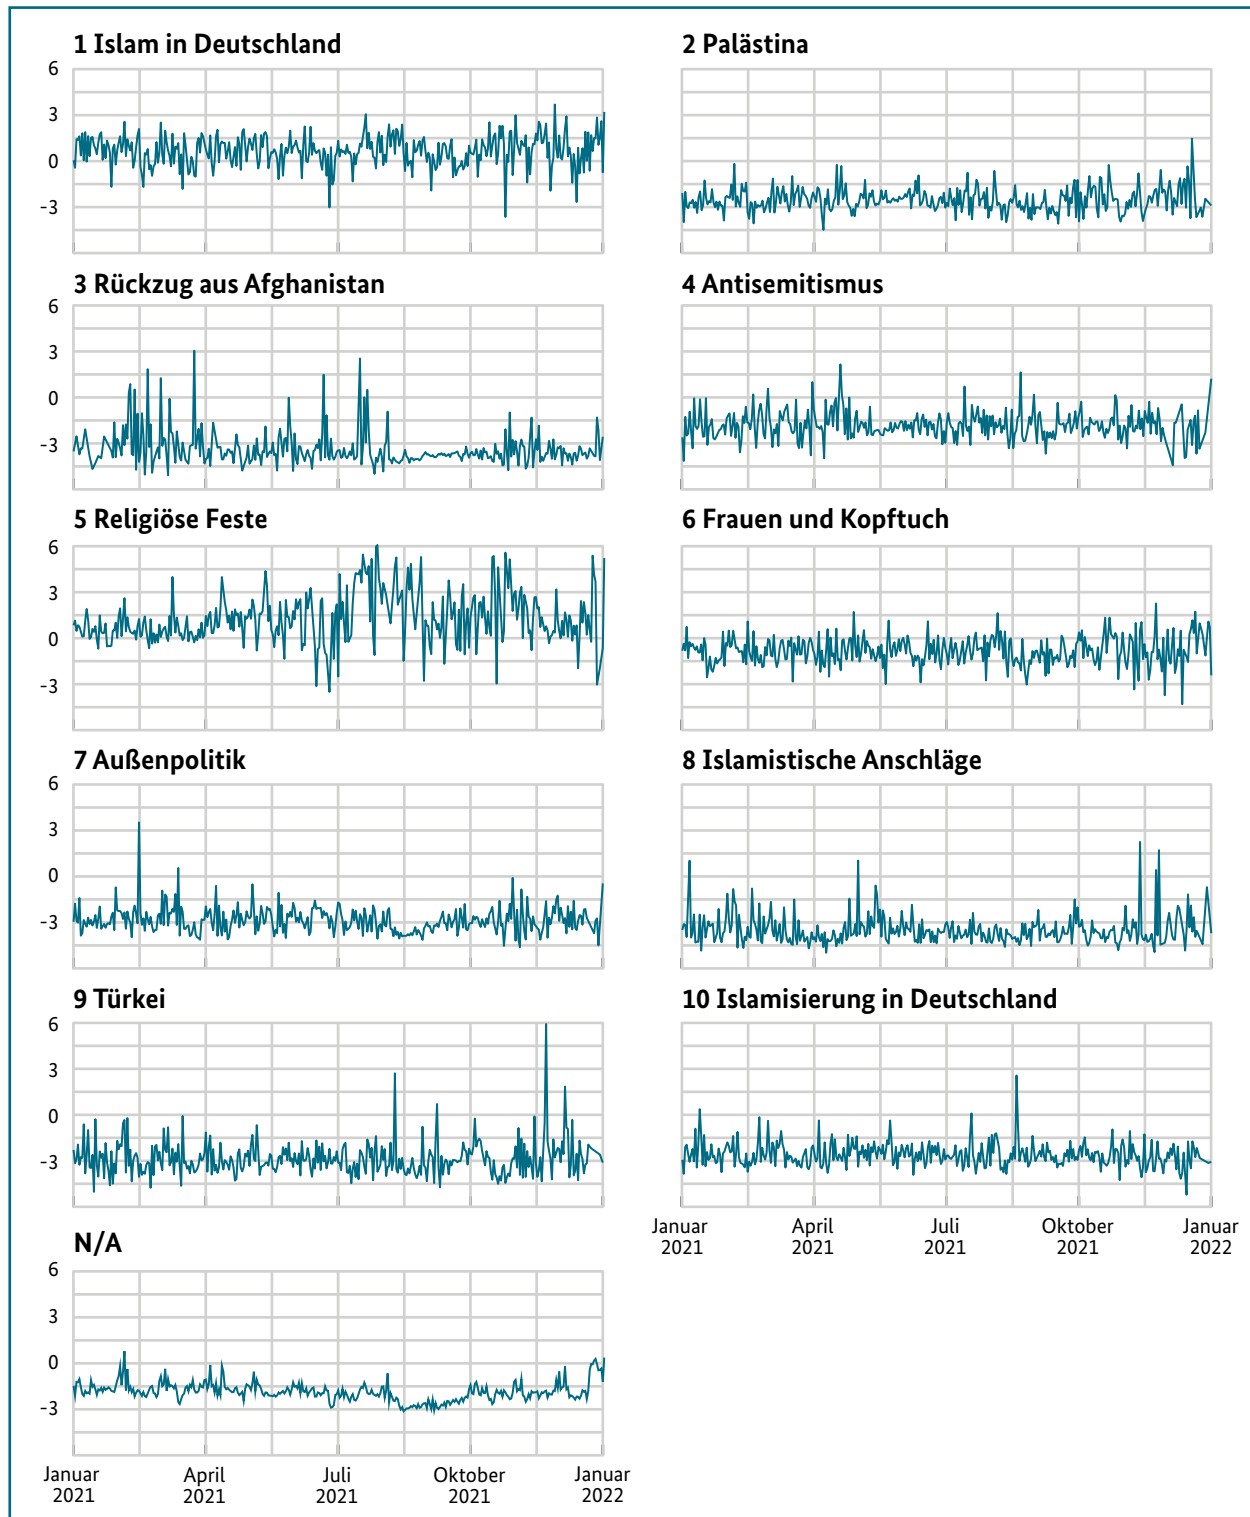 1 Islam in Deutschland
6
3
0
-3
2 Palästina
3 Rückzug aus Afghanistan
6
3
0
-3
4 Antisemitismus
5 Religiöse Feste
6
3
0
-3
6 Frauen und Kopftuch
7 Außenpolitik
6
3
0
-3
8 Islamistische Anschläge
9 Türkei
6
3
0
-3
10 Islamisierung in Deutschland
Januar 2021
April 2021
Juli 2021
Oktober 2021
Januar 2022
N/A
6
3
0
-3
Januar 2021
April 2021
Juli 2021
Oktober 2021
Januar 2022